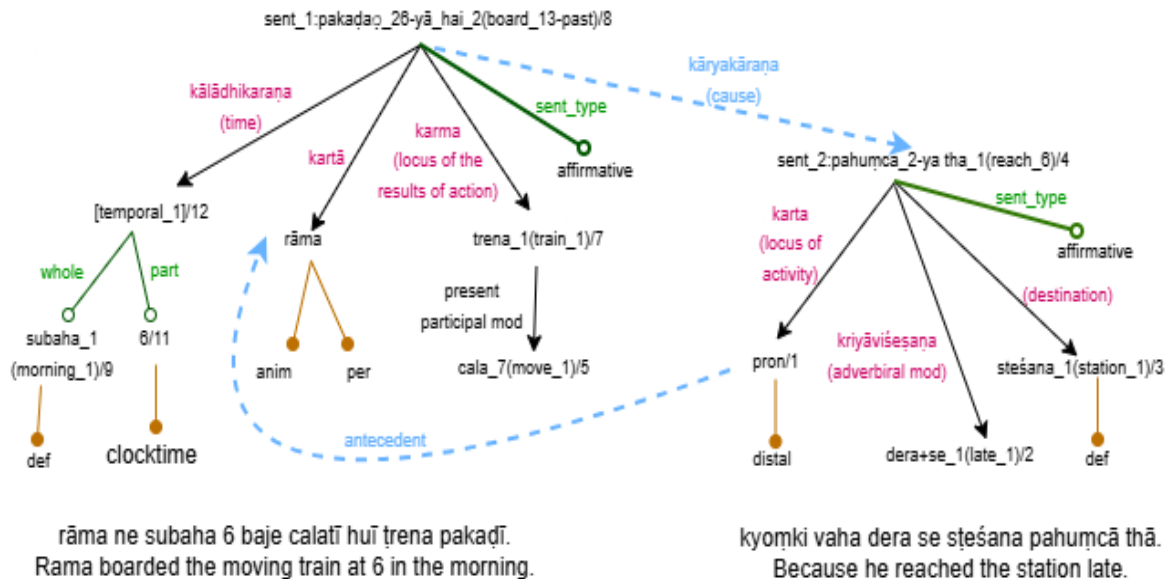 sent_1:pakaḍao_26-yā_hai_2(board_13-past)/8
kāryakāraṇa
(cause)
kālādhikaraṇa
(time)
sent_type
kartā
karma
(locus of the
results of action)
affirmative
sent_2:pahuṃca_2-ya tha_1(reach_6)/4
[temporal_1]/12
rāma
trena_1(train_1)/7
karta
(locus of
activity)
sent_type
affirmative
whole
part
present
participal mod
(destination)
subaha_1
(morning_1)/9
6/11
anim
per
cala_7(move_1)/5
pron/1
kriyāviśeṣaṇa
(adverbiral mod)
steśana_1(station_1)/3
antecedent
def
clocktime
distal
dera+se_1(late_1)/2
def
rāma ne subaha 6 baje calatī huī ṭrena pakaḍī.
Rama boarded the moving train at 6 in the morning.
kyoṃki vaha dera se sṭeśana pahuṃcā thā.
Because he reached the station late.